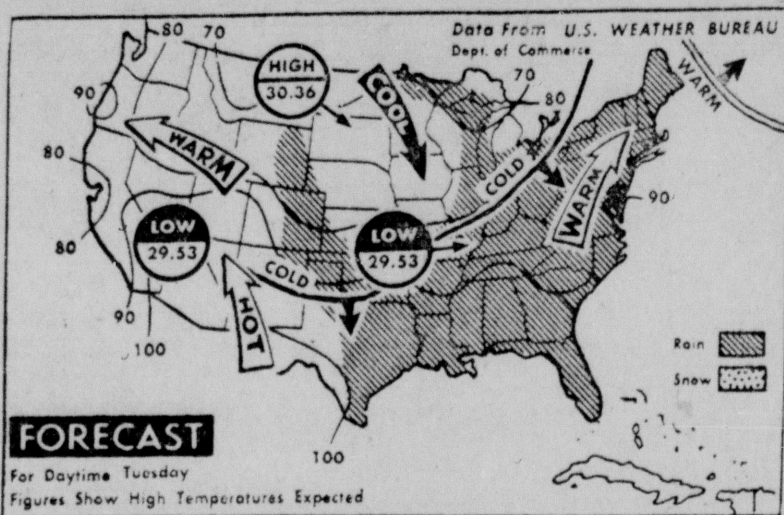 Data From U.S. WEATHER BUREAU
Dept. of Commerce
80 70
HIGH
30.36
COOL
70
80
WARM
90
WARM
80
COLD
WARM
90
LOW
29.53
LOW
29.53
80
COLD
HOT
90
100
Rain
Snow
FORECAST
100
For Daytime Tuesday
Figures Show High Temperatures Expected